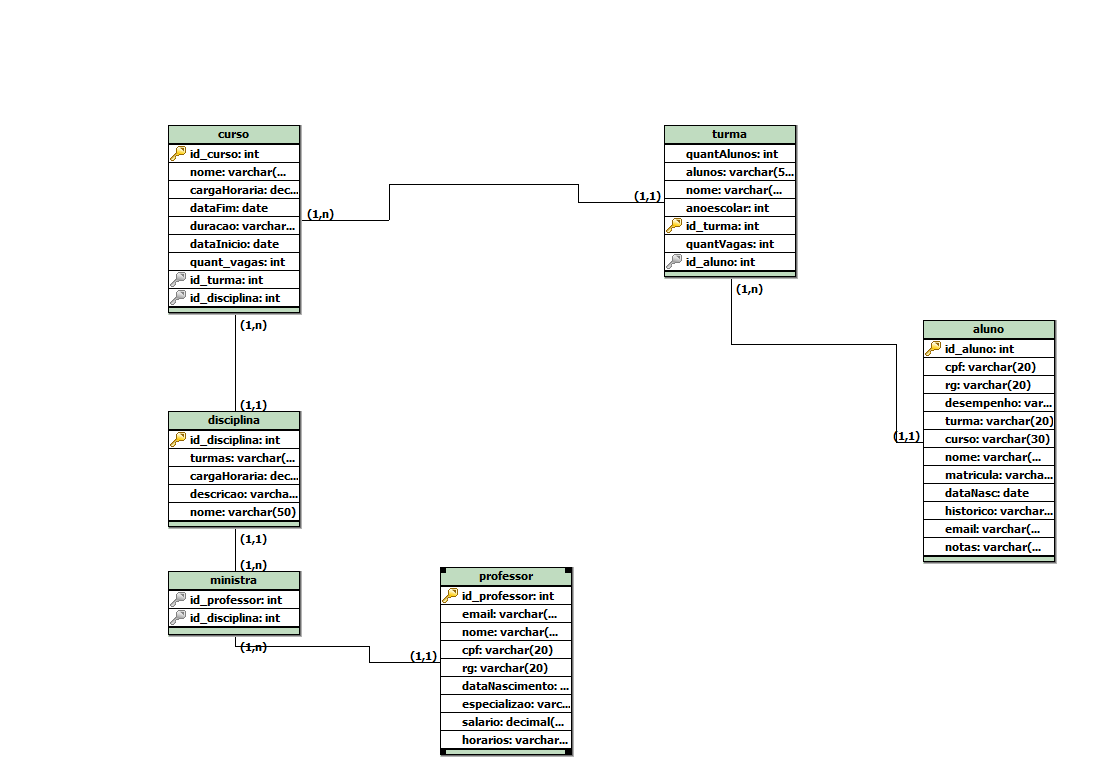 curso
id_curso: int
nome: varchar(...
cargaHoraria: dec...
dataFim: date
duracao: varchar...
dataInicio: date
quant_vagas: int
id_turma: int
id_disciplina: int
(1,n)
(1,1)
turma
quantAlunos: int
alunos: varchar(5...
nome: varchar(...
anoescolar: int
id_turma: int
quantVagas: int
id_aluno: int
(1,n)
(1,1)
aluno
id_aluno: int
cpf: varchar(20)
rg: varchar(20)
desempenho: var...
turma: varchar(20)
curso: varchar(30)
nome: varchar(...
matricula: varcha...
dataNasc: date
historico: varchar...
email: varchar(...
notas: varchar(...
(1,n)
(1,1)
disciplina
id_disciplina: int
turmas: varchar(...
cargaHoraria: dec...
descricao: varcha...
nome: varchar(50)
(1,1)
(1,n)
ministra
id_professor: int
id_disciplina: int
(1,n)
(1,1)
professor
id_professor: int
email: varchar(...
nome: varchar(...
cpf: varchar(20)
rg: varchar(20)
dataNascimento: ...
especializao: varc...
salario: decimal(...
horarios: varchar...